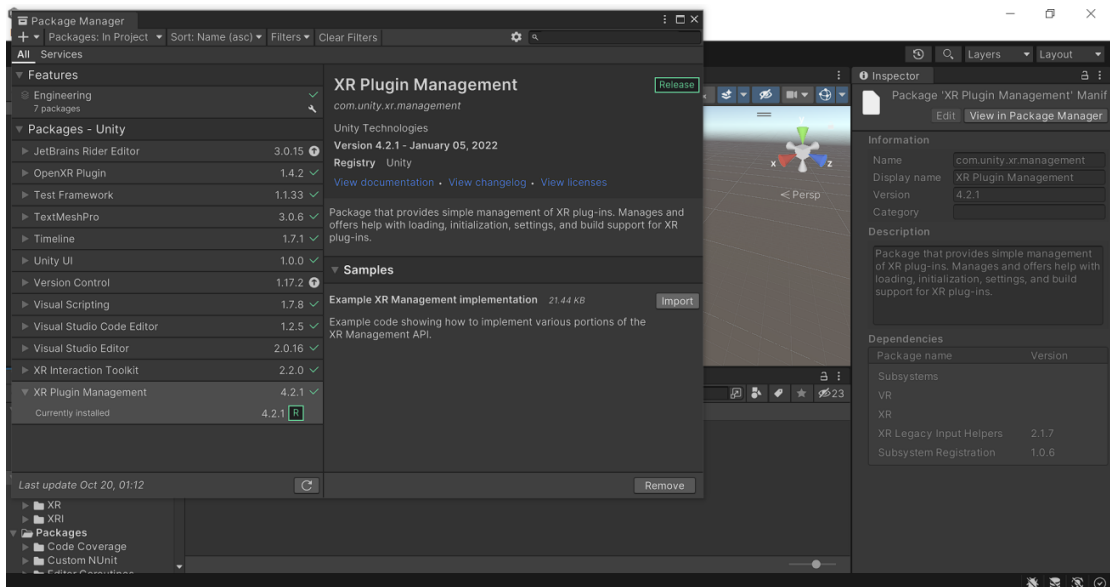 Package Manager
Packages: In Project Sort: Name (asc) Filters Clear Filters
All Services
Features
Engineering
7 packages
Packages - Unity
JetBrains Rider Editor 3.0.15
OpenXR Plugin 1.4.2
Test Framework 1.1.33
TextMeshPro 3.0.6
Timeline 1.7.1
Unity UI 1.0.0
Version Control 1.17.2
Visual Scripting 1.7.8
Visual Studio Code Editor 1.2.5
Visual Studio Editor 2.0.16
XR Interaction Toolkit 2.2.0
XR Plugin Management 4.2.1
Currently installed 4.2.1 R
Last update Oct 20, 01:12
XR Plugin Management Release
com.unity.xr.management
Unity Technologies
Version 4.2.1 - January 05, 2022
Registry Unity
View documentation • View changelog • View licenses
Package that provides simple management of XR plug-ins. Manages and
offers help with loading, initialization, settings, and build support for XR
plug-ins.
Samples
Example XR Management implementation 21.44 KB Import
Example code showing how to implement various portions of the
XR Management API.
Remove
XR
XRI
Packages
Code Coverage
Custom NUnit
x z
Persp
23
Layers Layout
Inspector
Package 'XR Plugin Management' Manif
Edit View in Package Manager
Information
Name com.unity.xr.management
Display name XR Plugin Management
Version 4.2.1
Category
Description
Package that provides simple management
of XR plug-ins. Manages and offers help with
loading, initialization, settings, and build
support for XR plug-ins.
Dependencies
Package name Version
Subsystems
VR
XR
XR Legacy Input Helpers 2.1.7
Subsystem Registration 1.0.6